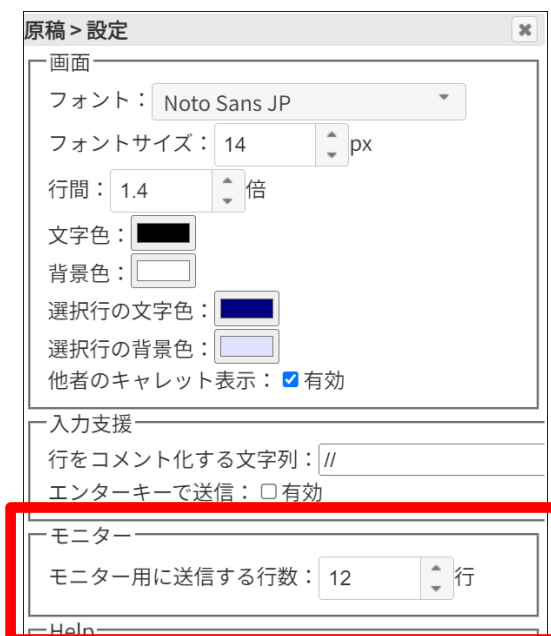 原稿 > 設定
画面
フォント： Noto Sans JP
フォントサイズ： 14 px
行間： 1.4 倍
文字色：
背景色：
選択行の文字色：
選択行の背景色：
他者のキャレット表示： 有効
入力支援
行をコメント化する文字列： //
エンターキーで送信： 有効
モニター
モニター用に送信する行数： 12 行
Help